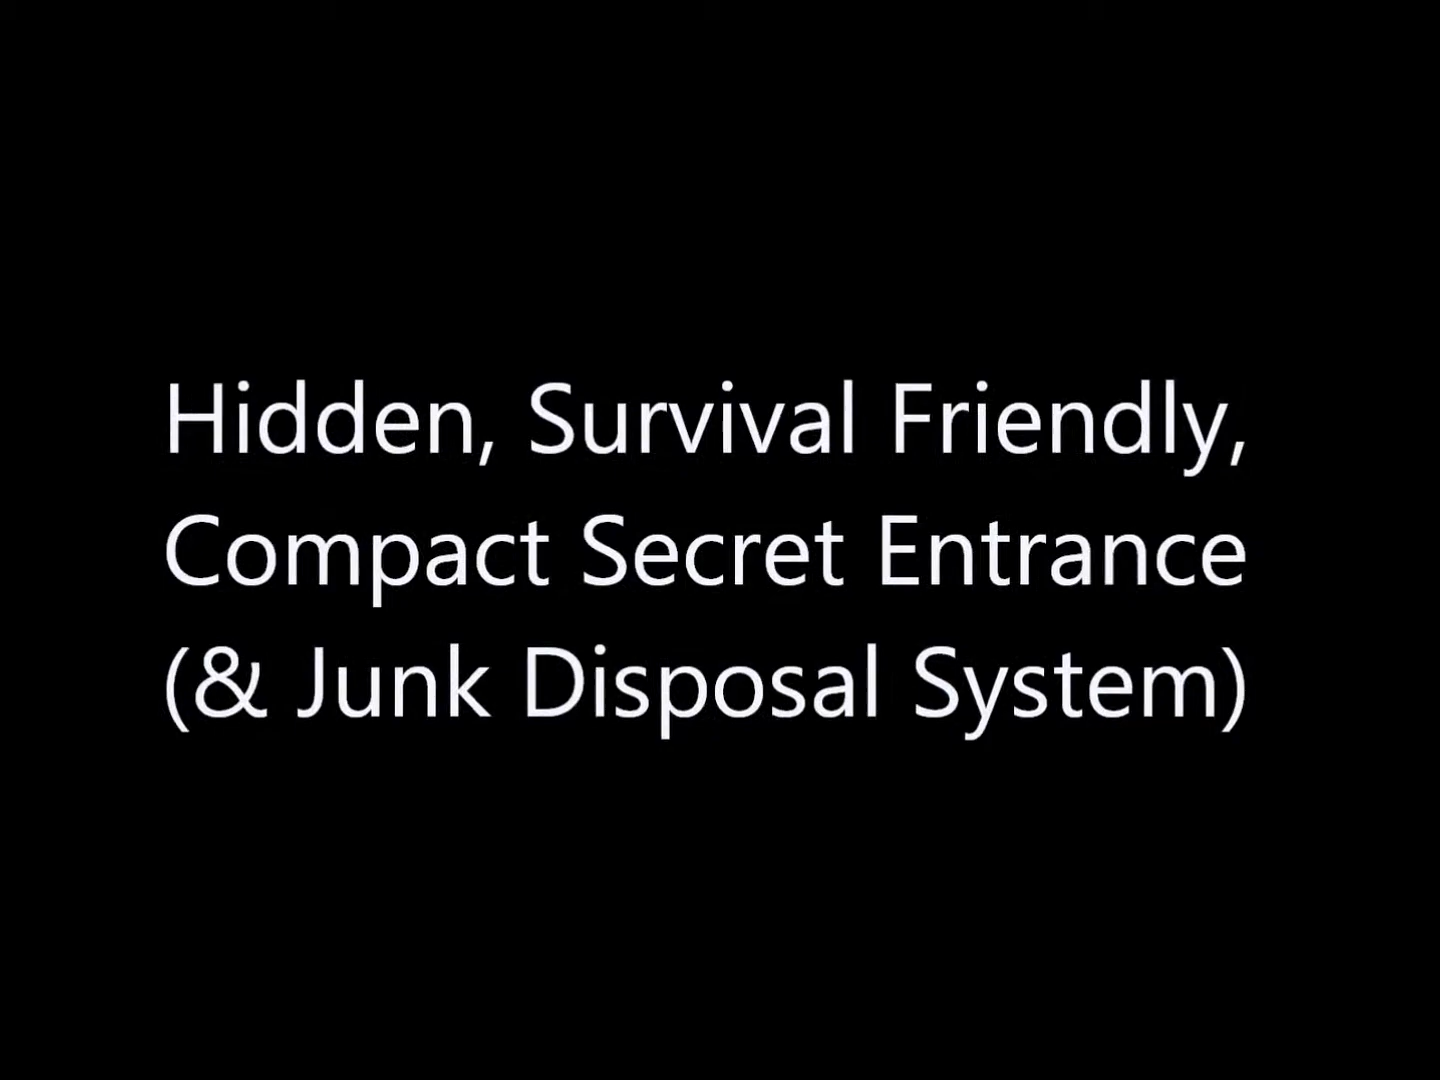 Hidden, Survival Friendly,
Compact Secret Entrance
(& Junk Disposal System)